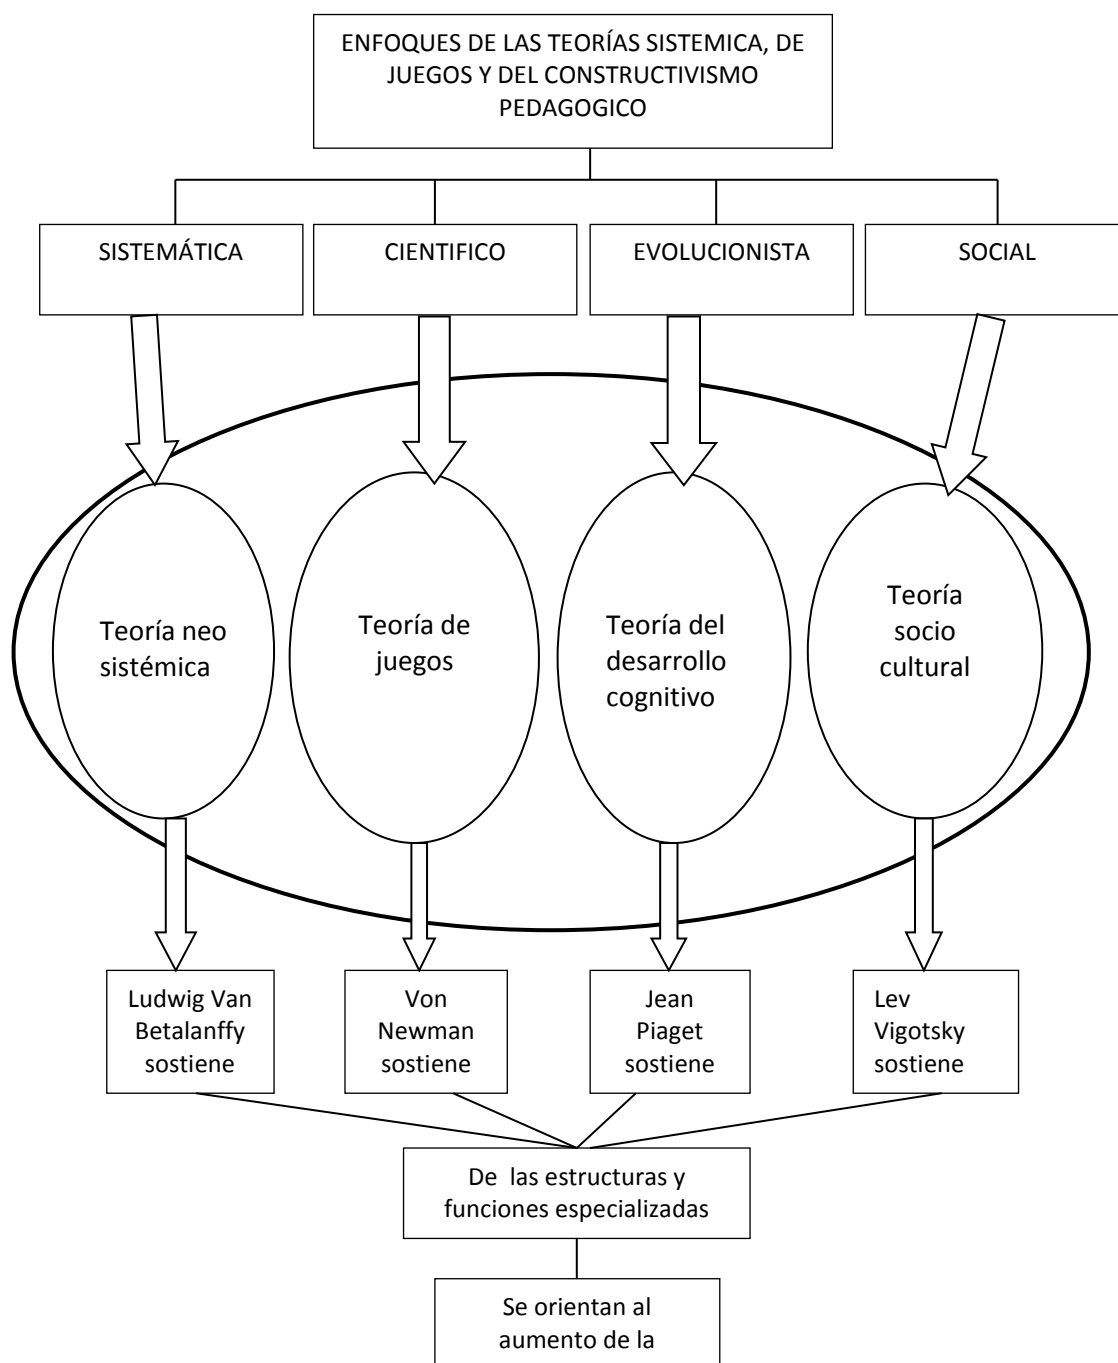 ENFOQUES DE LAS TEORÍAS SISTEMICA, DE
JUEGOS Y DEL CONSTRUCTIVISMO
PEDAGOGICO
SISTEMÁTICA
CIENTIFICO
EVOLUCIONISTA
SOCIAL
Teoría neo
sistémica
Teoría de
juegos
Teoría del
desarrollo
cognitivo
Teoría
socio
cultural
Ludwig Van
Betalanffy
sostiene
Von
Newman
sostiene
Jean
Piaget
sostiene
Lev
Vigotsky
sostiene
De las estructuras y
funciones especializadas
Se orientan al
aumento de la